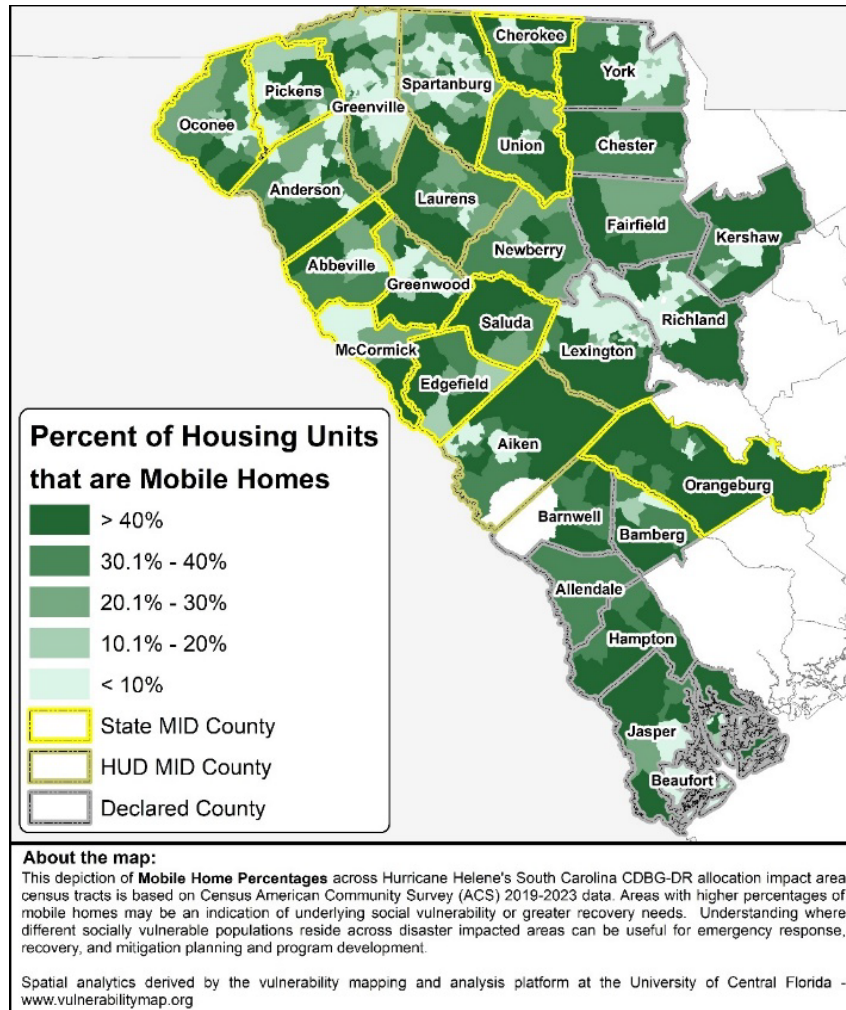 Cherokee
York
Pickens
Spartanburg
Greenville
Oconee
Union
Chester
Anderson
Laurens
Fairfield
Kershaw
Newberry
Abbeville
Greenwood
Richland
Saluda
Lexington
McCormick
Edgefield
Aiken
Orangeburg
Barnwell
Bamberg
Allendale
Hampton
Jasper
Beaufort
Percent of Housing Units
that are Mobile Homes
> 40%
30.1% - 40%
20.1% - 30%
10.1% - 20%
< 10%
State MID County
HUD MID County
Declared County
About the map:
This depiction of Mobile Home Percentages across Hurricane Helene's South Carolina CDBG-DR allocation impact area
census tracts is based on Census American Community Survey (ACS) 2019-2023 data. Areas with higher percentages of
mobile homes may be an indication of underlying social vulnerability or greater recovery needs. Understanding where
different socially vulnerable populations reside across disaster impacted areas can be useful for emergency response,
recovery, and mitigation planning and program development.
Spatial analytics derived by the vulnerability mapping and analysis platform at the University of Central Florida -
www.vulnerabilitymap.org